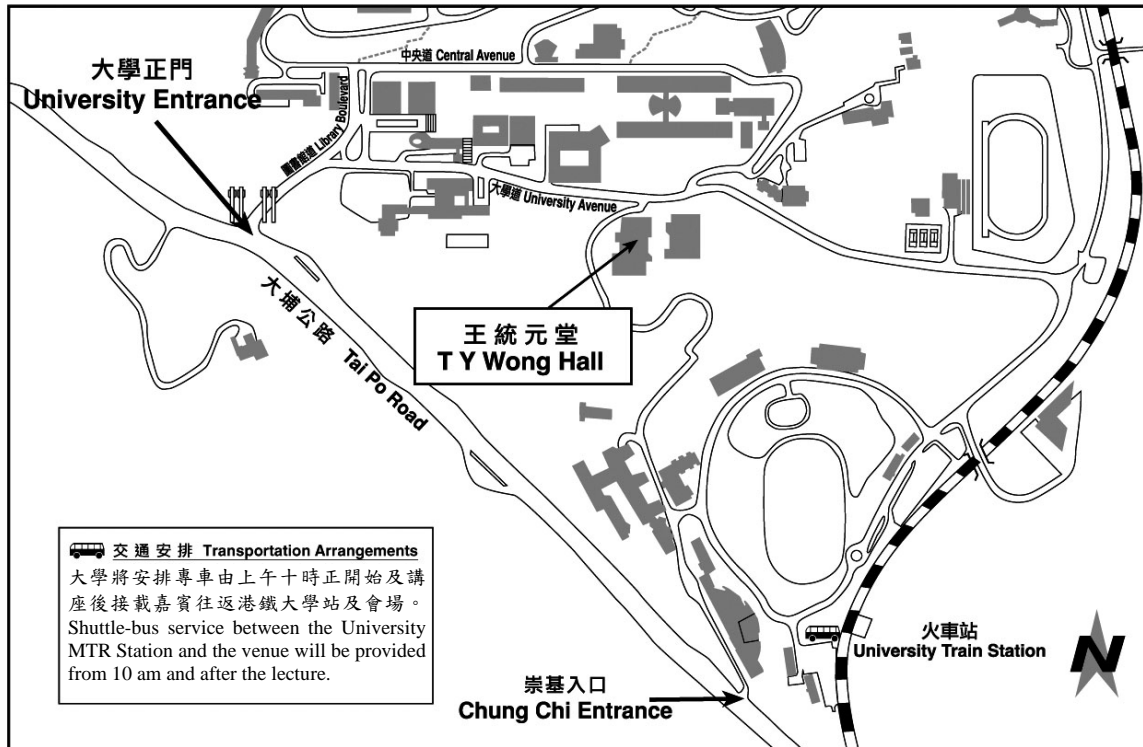 大學正門
University Entrance
中央道 Central Avenue
圖書館道 Library Boulevard
大學道 University Avenue
大埔公路 Tai Po Road
王統元堂
T Y Wong Hall
交通安排 Transportation Arrangements
大學將安排專車由上午十時正開始及講
座後接載嘉賓往返港鐵大學站及會場。
Shuttle-bus service between the University
MTR Station and the venue will be provided
from 10 am and after the lecture.
火車站
University Train Station
N
崇基入口
Chung Chi Entrance